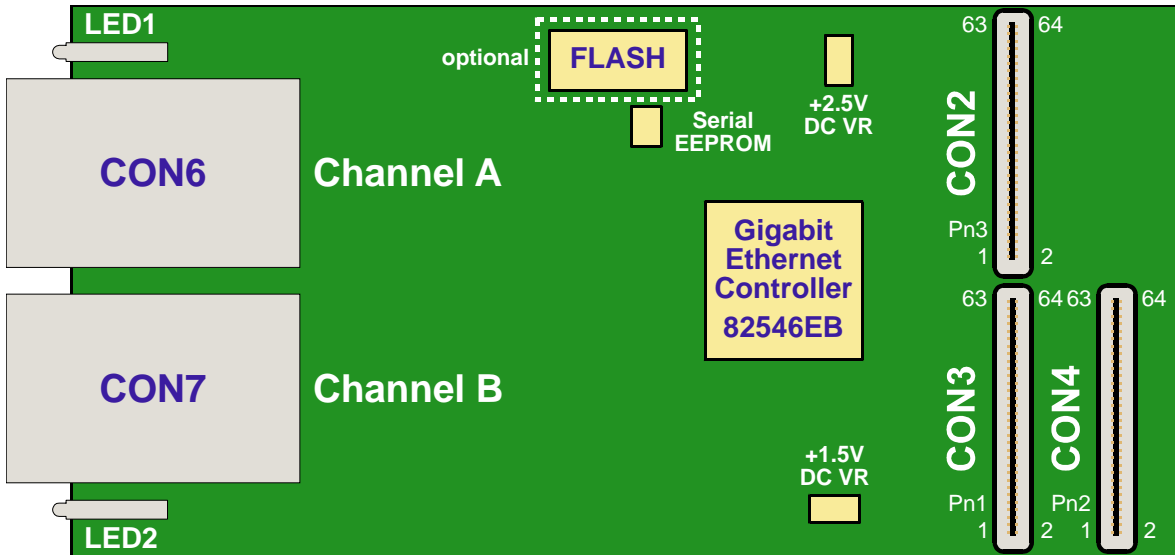 LED1
optional
FLASH
Serial
EEPROM
+2.5V
DC VR
63
64
CON2
Pn3
1
2
CON6
Channel A
Gigabit
Ethernet
Controller
82546EB
CON7
Channel B
+1.5V
DC VR
63
64
CON3
Pn1
1
2
63
64
CON4
Pn2
1
2
LED2